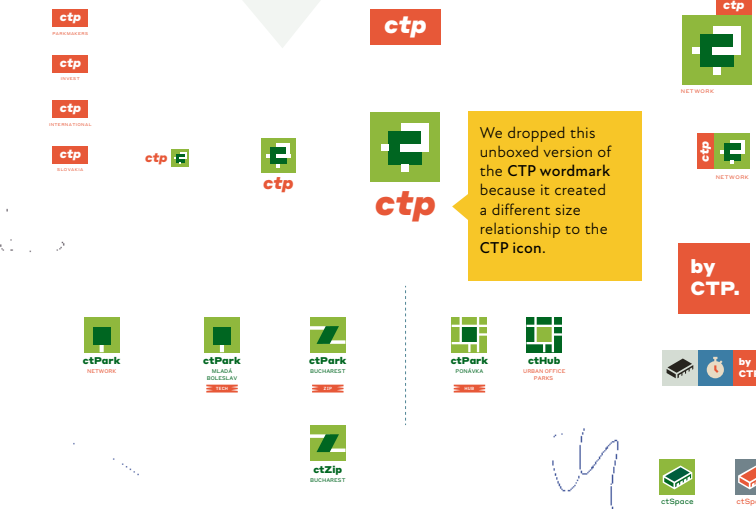 ctp
PARKMAKERS
ctp
INVEST
ctp
INTERNATIONAL
ctp
SLOVAKIA
ctp
ctp
ctp
ctp
We dropped this
unboxed version of
the CTP wordmark
because it created
a different size
relationship to the
CTP icon.
ctp
NETWORK
ctp
NETWORK
by
CTP.
ctPark
NETWORK
ctPark
MLADÁ
BOLESLAV
TECH
ctPark
BUCHAREST
ZIP
ctPark
PONÁVKA
HUB
ctHub
URBAN OFFICE
PARKS
by
ctZip
BUCHAREST
ctSpace